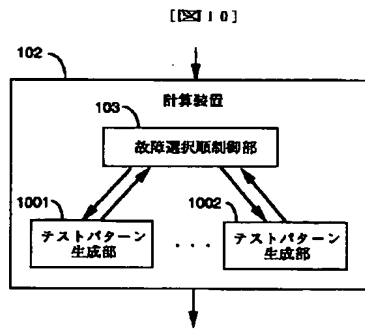 [図10]
102
計算装置
103
故障選択順制御部
1001
テストパターン
生成部
. . .
1002
テストパターン
生成部